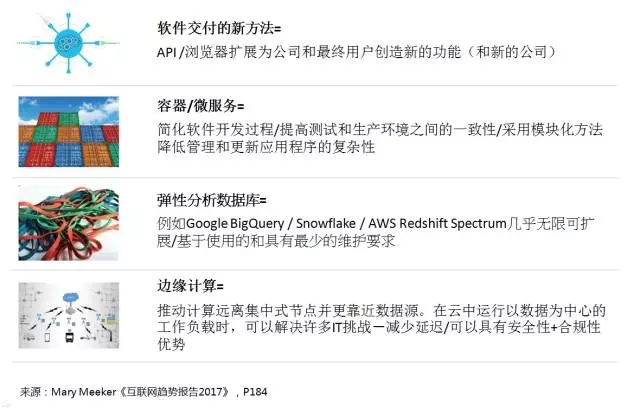 软件交付的新方法=
API /浏览器扩展为公司和最终用户创造新的功能（和新的公司）
容器/微服务=
简化软件开发过程/提高测试和生产环境之间的一致性/采用模块化方法
降低管理和更新应用程序的复杂性
弹性分析数据库=
例如Google BigQuery / Snowflake / AWS Redshift Spectrum几乎无限可扩
展/基于使用的和具有最少的维护要求
边缘计算=
推动计算远离集中式节点并更靠近数据源。在云中运行以数据为中心的
工作负载时，可以解决许多IT挑战—减少延迟/可以具有安全性+合规性
优势
来源：Mary Meeker《互联网趋势报告2017》，P184